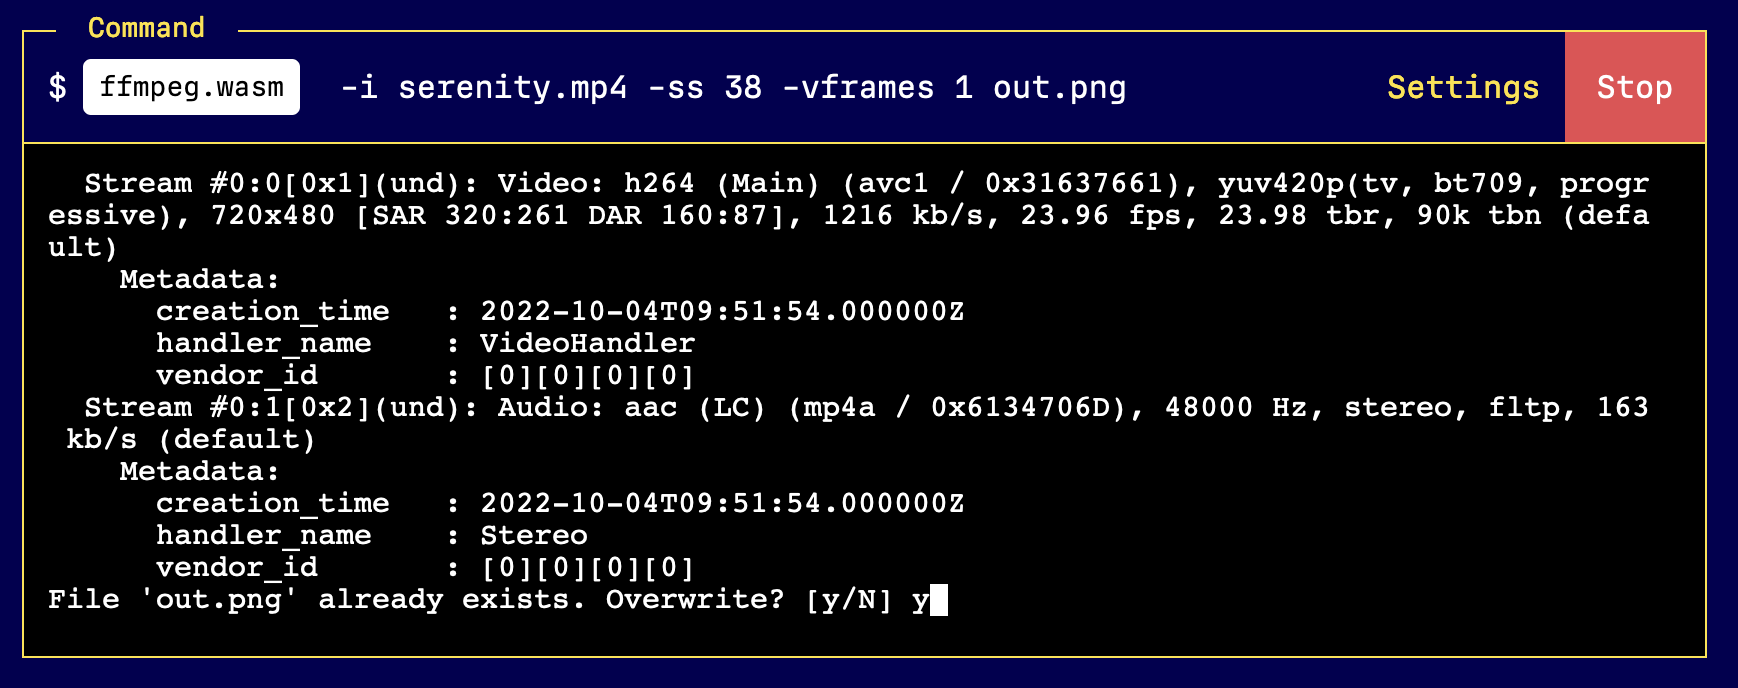 Command
$ ffmpeg.wasm -i serenity.mp4 -ss 38 -vframes 1 out.png Settings Stop
  Stream #0:0[0x1](und): Video: h264 (Main) (avc1 / 0x31637661), yuv420p(tv, bt709, progr
essive), 720x480 [SAR 320:261 DAR 160:87], 1216 kb/s, 23.96 fps, 23.98 tbr, 90k tbn (defa
ult)
    Metadata:
      creation_time   : 2022-10-04T09:51:54.000000Z
      handler_name    : VideoHandler
      vendor_id       : [0][0][0][0]
  Stream #0:1[0x2](und): Audio: aac (LC) (mp4a / 0x6134706D), 48000 Hz, stereo, fltp, 163
 kb/s (default)
    Metadata:
      creation_time   : 2022-10-04T09:51:54.000000Z
      handler_name    : Stereo
      vendor_id       : [0][0][0][0]
File 'out.png' already exists. Overwrite? [y/N] y